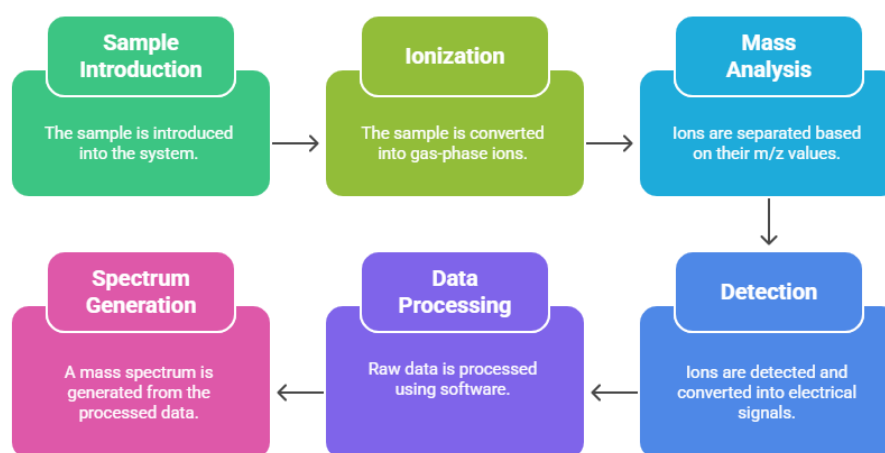 Sample
Introduction
The sample is introduced
into the system.
Ionization
The sample is converted
into gas-phase ions.
Mass
Analysis
Ions are separated based
on their m/z values.
Detection
Ions are detected and
converted into electrical
signals.
Data
Processing
Raw data is processed
using software.
Spectrum
Generation
A mass spectrum is
generated from the
processed data.